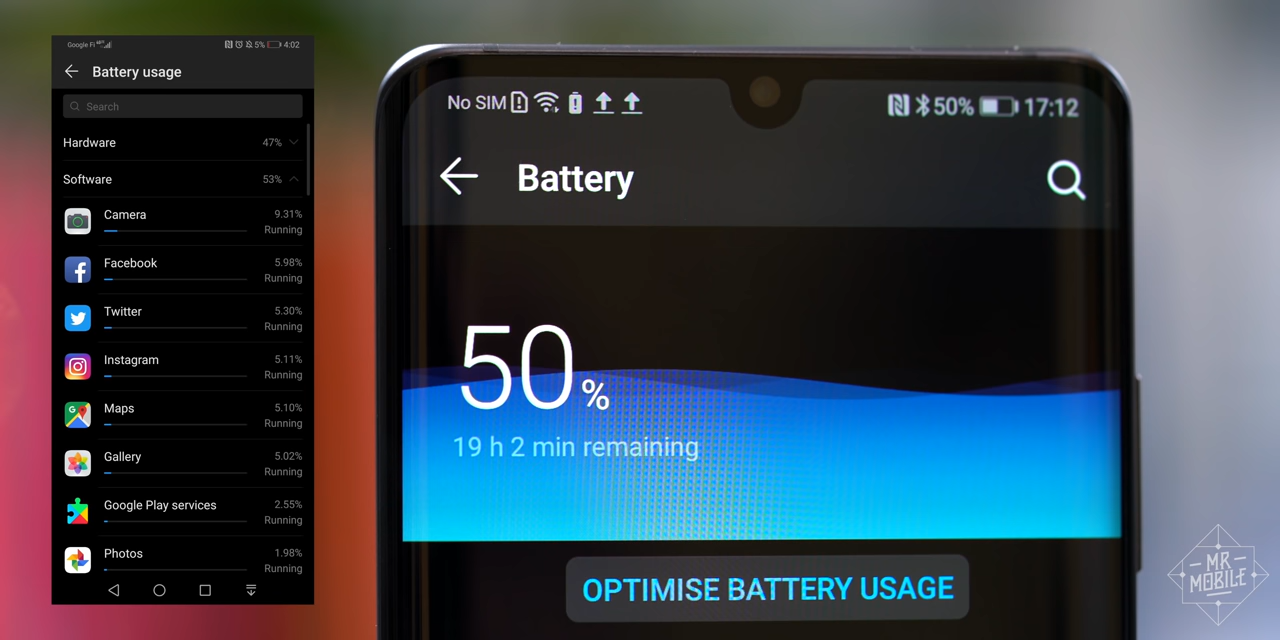 Google Fi 4G 5% 4:02
Battery usage
Search
Hardware 47%
Software 53%
Camera 9.31%
Running
Facebook 5.98%
Running
Twitter 5.30%
Running
Instagram 5.11%
Running
Maps 5.10%
Running
Gallery 5.02%
Running
Google Play services 2.55%
Running
Photos 1.98%
Running
No SIM 50% 17:12
Battery
50%
19 h 2 min remaining
OPTIMISE BATTERY USAGE
MR
MOBILE